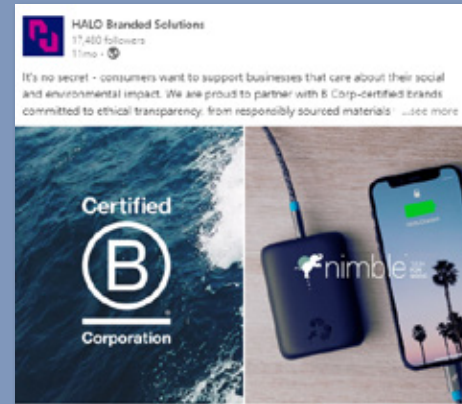 HALO Branded Solutions
17,480 followers
11mo •
It's no secret - consumers want to support businesses that care about their social
and environmental impact. We are proud to partner with B Corp-certified brands
committed to ethical transparency, from responsibly sourced materials ...see more
Certified
B
Corporation
nimble